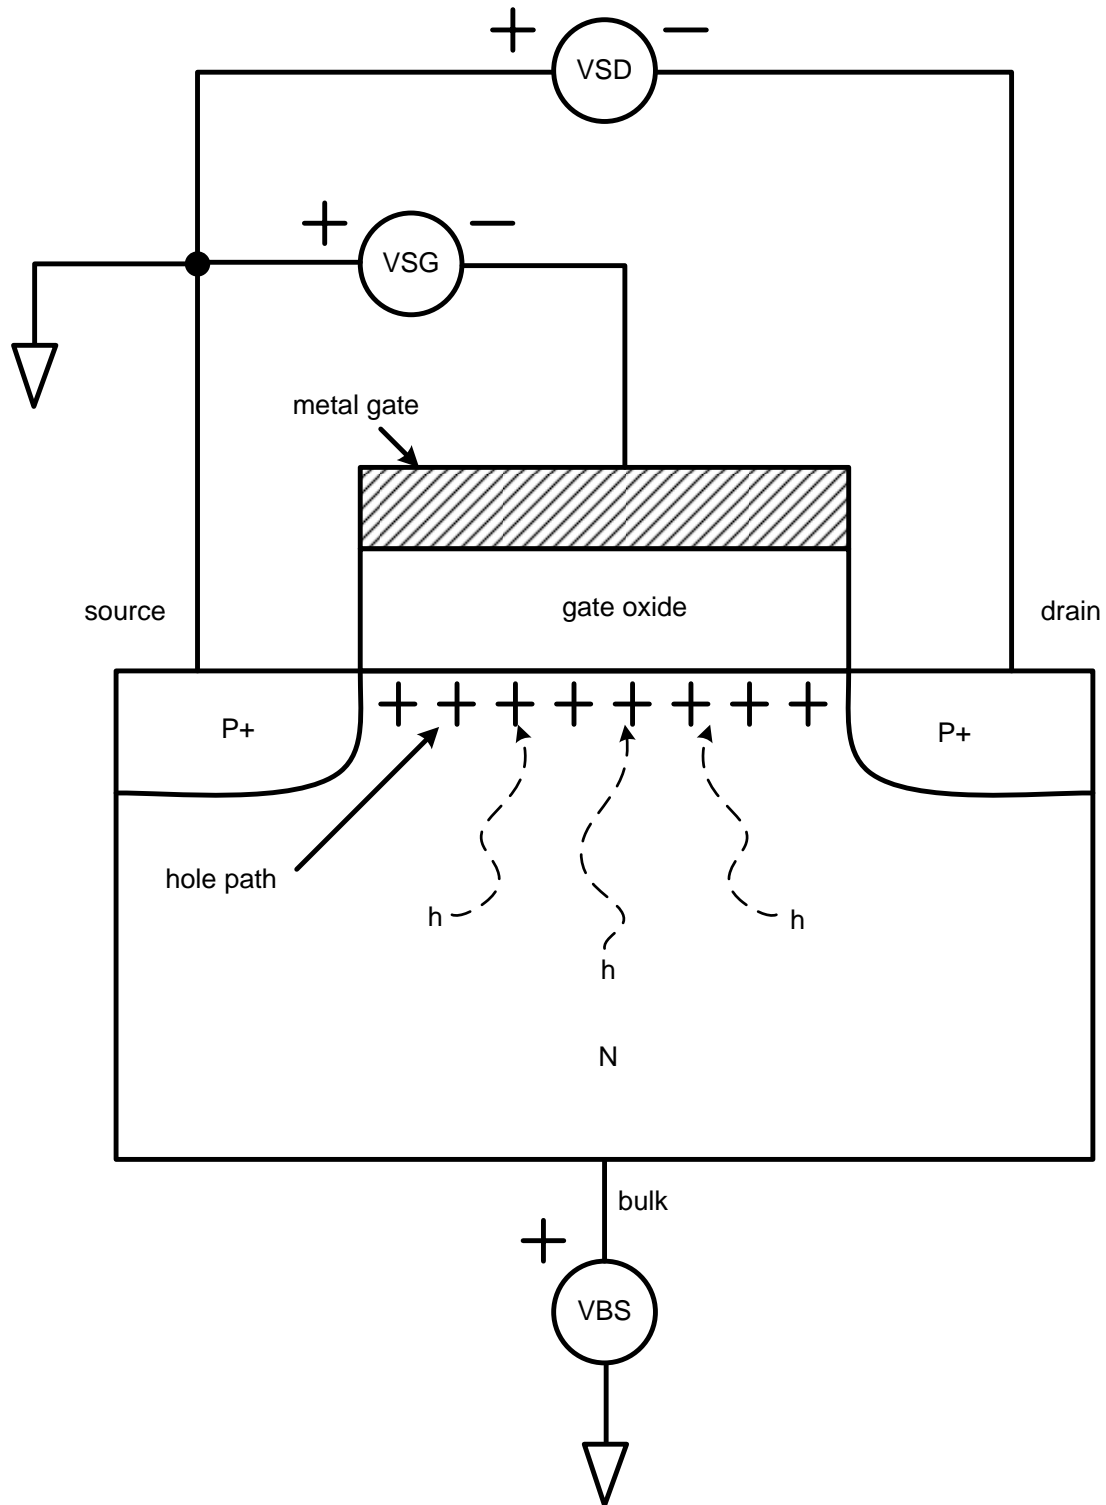 + VSD −
+ VSG −
metal gate
gate oxide
source
drain
+ + + + + + + +
P+
P+
hole path
h
h
h
N
bulk
+
VBS